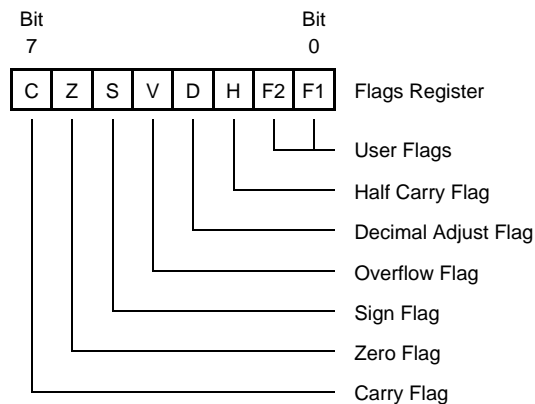 Bit Bit
7 0
C Z S V D H F2 F1 Flags Register
User Flags
Half Carry Flag
Decimal Adjust Flag
Overflow Flag
Sign Flag
Zero Flag
Carry Flag